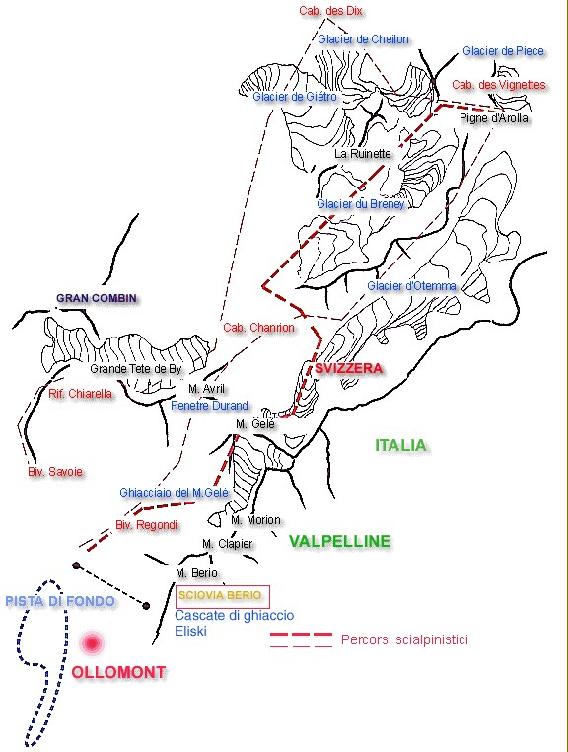 Cab. des Dix
Glacier de Cheilon
Glacier de Piece
Cab. des Vignettes
Glacier de Giétro
Pigne d'Arolla
La Ruinette
Glacier du Breney
Glacier d'Otemma
GRAN COMBIN
Cab. Chanrion
SVIZZERA
Grande Tete de By
M. Avril
Rif. Chiarella
Fenetre Durand
M. Gelé
ITALIA
Biv. Savoie
Ghiacciaio del M.Gelé
M. Morion
Biv. Regondi
VALPELLINE
M. Clapier
M. Berio
SCIOVIA BERIO
PISTA DI FONDO
Cascate di ghiaccio
Eliski
Percors scialpinistici
OLLOMONT